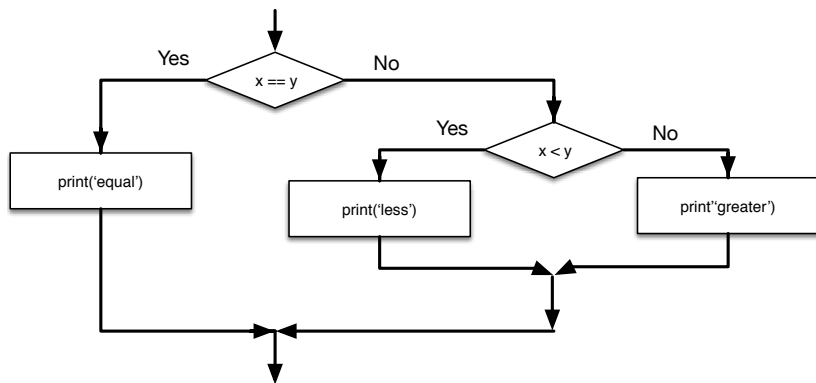 Yes
x == y
No
Yes
x < y
No
print(‘equal’)
print(‘less’)
print’‘greater’)